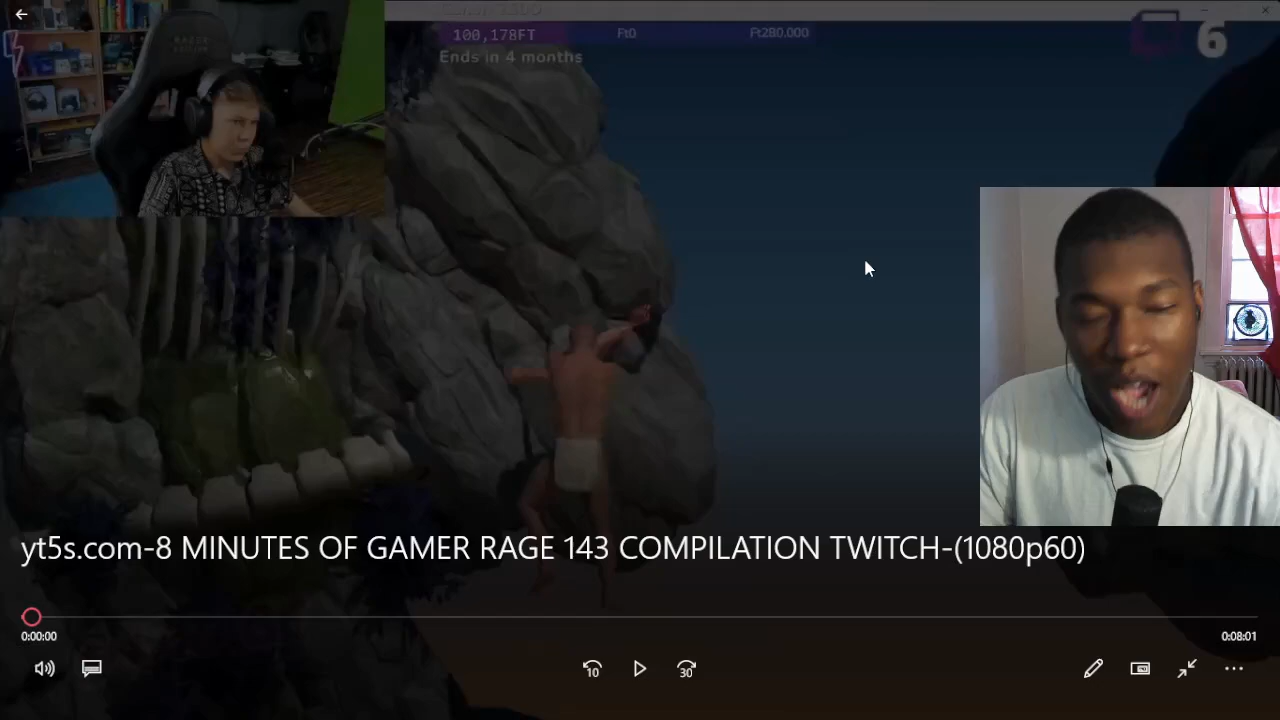 100,178FT Ft0 Ft280.000
6
Ends in 4 months
yt5s.com-8 MINUTES OF GAMER RAGE 143 COMPILATION TWITCH-(1080p60)
0:00:00 0:08:01
10 30